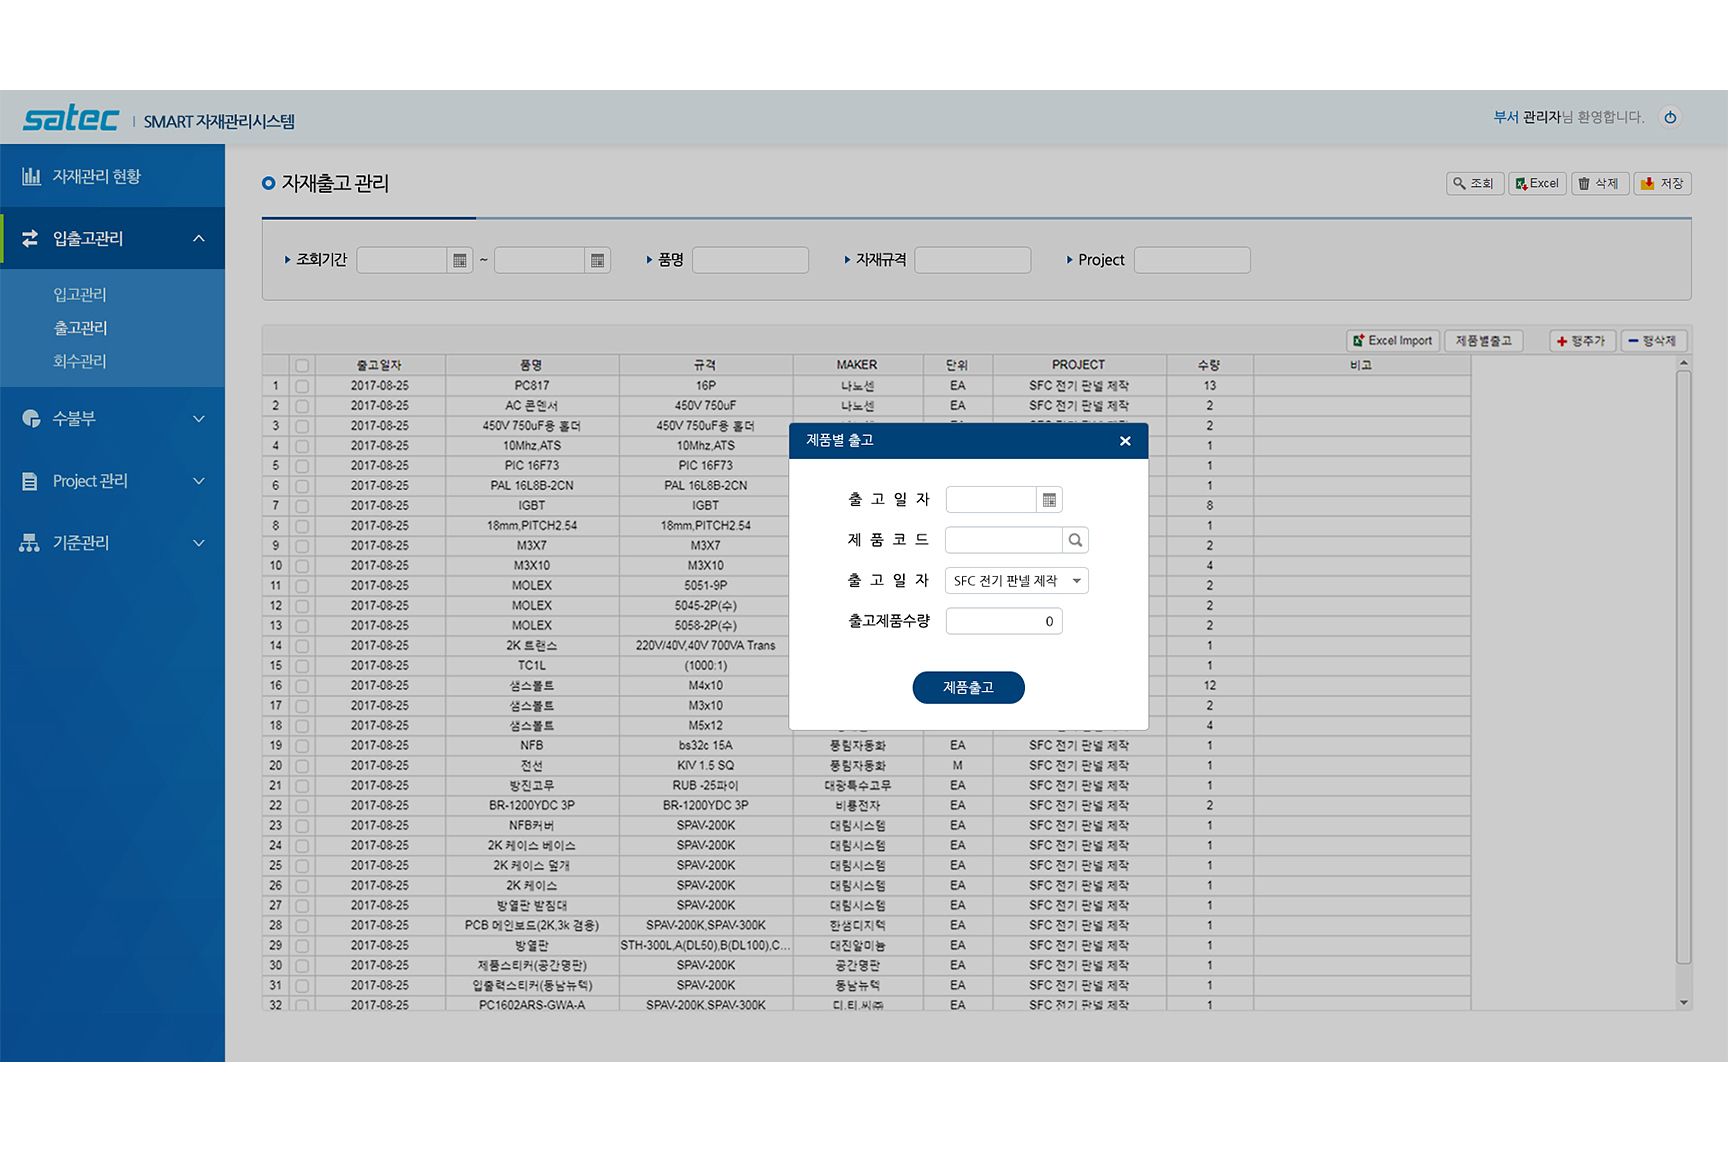 satec | SMART 자재관리시스템
부서 관리자님 환영합니다.
자재관리 현황
입출고관리
입고관리
출고관리
회수관리
수불부
Project 관리
기준관리
자재출고 관리
조회 Excel 삭제 저장
조회기간 ~ 품명 자재규격 Project
Excel Import 제품별출고 행추가 행삭제
출고일자 품명 규격 MAKER 단위 PROJECT 수량 비고
1 2017-08-25 PC817 16P 나노센 EA SFC 전기 판넬 제작 13
2 2017-08-25 AC 콘덴서 450V 750uF 나노센 EA SFC 전기 판넬 제작 2
3 2017-08-25 450V 750uF용 홀더 450V 750uF용 홀더 2
4 2017-08-25 10Mhz,ATS 10Mhz,ATS 1
5 2017-08-25 PIC 16F73 PIC 16F73 1
6 2017-08-25 PAL 16L8B-2CN PAL 16L8B-2CN 1
7 2017-08-25 IGBT IGBT 8
8 2017-08-25 18mm,PITCH2.54 18mm,PITCH2.54 1
9 2017-08-25 M3X7 M3X7 2
10 2017-08-25 M3X10 M3X10 4
11 2017-08-25 MOLEX 5051-9P 2
12 2017-08-25 MOLEX 5045-2P(수) 2
13 2017-08-25 MOLEX 5058-2P(수) 2
14 2017-08-25 2K 트랜스 220V/40V,40V 700VA Trans 1
15 2017-08-25 TC1L (1000:1) 1
16 2017-08-25 샘스볼트 M4x10 12
17 2017-08-25 샘스볼트 M3x10 2
18 2017-08-25 샘스볼트 M5x12 4
19 2017-08-25 NFB bs32c 15A 풍림자동화 EA SFC 전기 판넬 제작 1
20 2017-08-25 전선 KIV 1.5 SQ 풍림자동화 M SFC 전기 판넬 제작 1
21 2017-08-25 방진고무 RUB -25파이 대광특수고무 EA SFC 전기 판넬 제작 1
22 2017-08-25 BR-1200YDC 3P BR-1200YDC 3P 비룡전자 EA SFC 전기 판넬 제작 2
23 2017-08-25 NFB커버 SPAV-200K 대림시스템 EA SFC 전기 판넬 제작 1
24 2017-08-25 2K 케이스 베이스 SPAV-200K 대림시스템 EA SFC 전기 판넬 제작 1
25 2017-08-25 2K 케이스 덮개 SPAV-200K 대림시스템 EA SFC 전기 판넬 제작 1
26 2017-08-25 2K 케이스 SPAV-200K 대림시스템 EA SFC 전기 판넬 제작 1
27 2017-08-25 방열판 받침대 SPAV-200K 대림시스템 EA SFC 전기 판넬 제작 1
28 2017-08-25 PCB 메인보드(2K,3k 겸용) SPAV-200K,SPAV-300K 한샘디지텍 EA SFC 전기 판넬 제작 1
29 2017-08-25 방열판 STH-300L,A(DL50),B(DL100),C... 대진알미늄 EA SFC 전기 판넬 제작 1
30 2017-08-25 제품스티커(공간명판) SPAV-200K 공간명판 EA SFC 전기 판넬 제작 1
31 2017-08-25 입출력스티커(동남뉴텍) SPAV-200K 동남뉴텍 EA SFC 전기 판넬 제작 1
32 2017-08-25 PC1602ARS-GWA-A SPAV-200K,SPAV-300K 디.티.씨㈜ EA SFC 전기 판넬 제작 1
제품별 출고
출 고 일 자
제 품 코 드
출 고 일 자 SFC 전기 판넬 제작
출고제품수량 0
제품출고